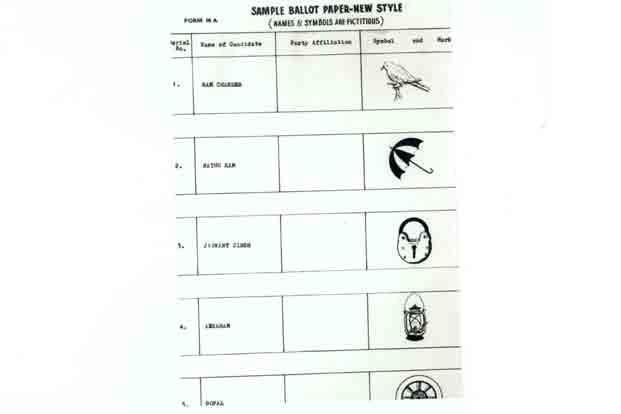 SAMPLE BALLOT PAPER-NEW STYLE
FORM
(NAMES & SYMBOLS ARE FICTITIOUS)
Serial No. Name of Candidate Party Affiliation Symbol and Mark
1. RAM CHANDER
2. NATHU RAM
3. JASWANT SINGH
4. ABRAHAM
5. GOPAL